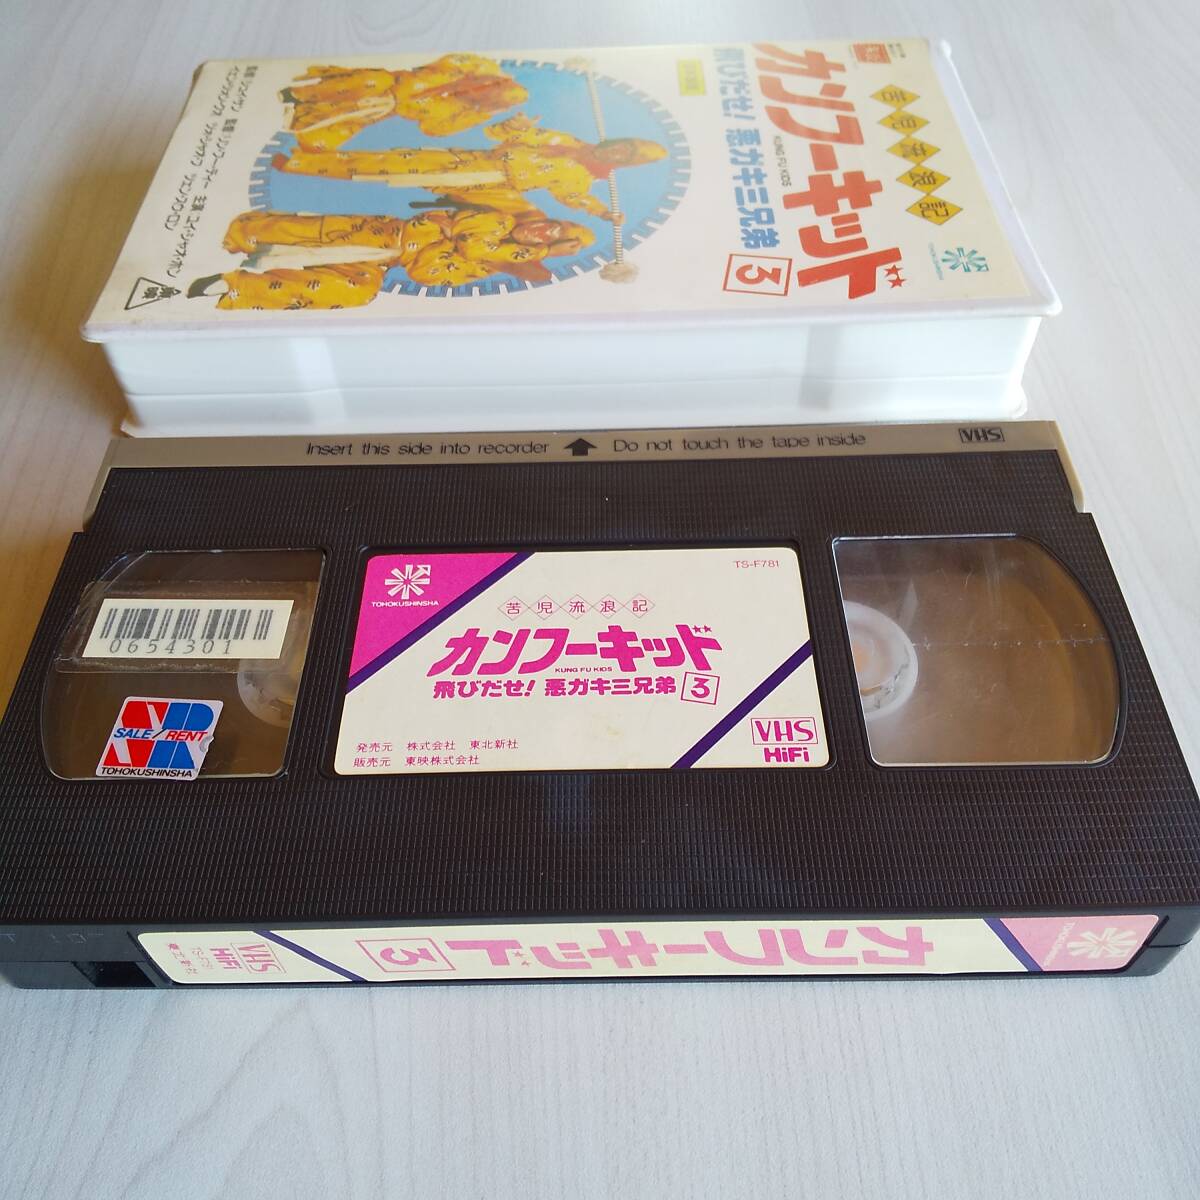 苦児流浪記
カンフーキッド
KUNG FU KIDS
飛びだせ! 悪ガキ三兄弟 3
Insert this side into recorder
Do not touch the tape inside
VHS
0654301
SALE/RENT
TOHOKUSHINSHA
TOHOKUSHINSHA
TS-F781
苦児流浪記
カンフーキッド
KUNG FU KIDS
飛びだせ! 悪ガキ三兄弟 3
発売元 株式会社 東北新社
販売元 東映株式会社
VHS
HiFi
カンフーキッド
3
VHS
HiFi